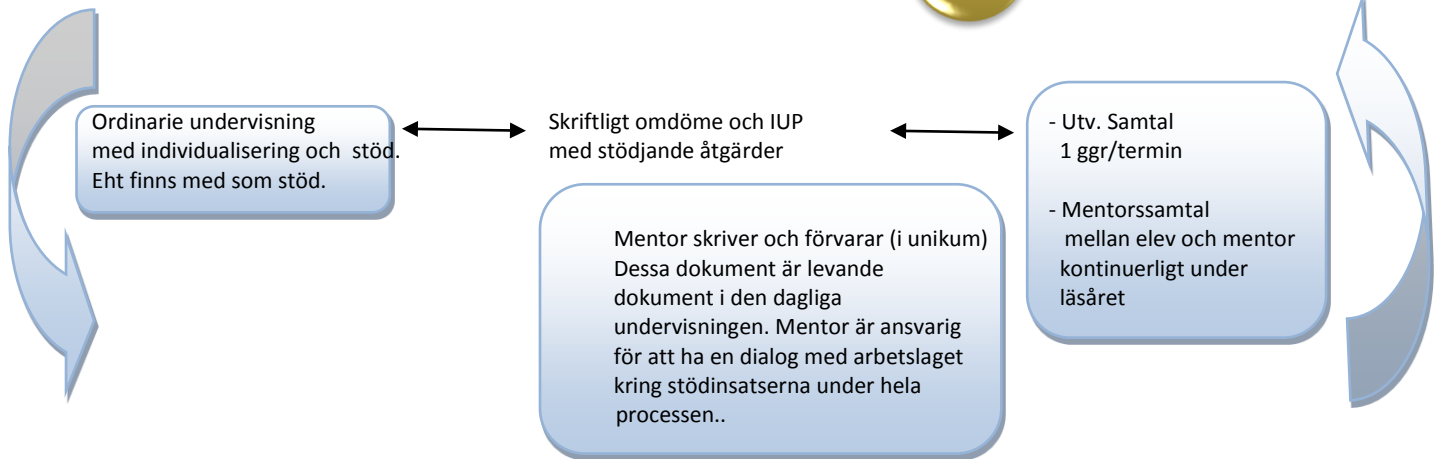 Ordinarie undervisning
med individualisering och  stöd.
Eht finns med som stöd.
Skriftligt omdöme och IUP
med stödjande åtgärder
Mentor skriver och förvarar (i unikum)
Dessa dokument är levande
dokument i den dagliga
undervisningen. Mentor är ansvarig
för att ha en dialog med arbetslaget
kring stödinsatserna under hela
processen..
- Utv. Samtal
1 ggr/termin
- Mentorssamtal
mellan elev och mentor
kontinuerligt under
läsåret